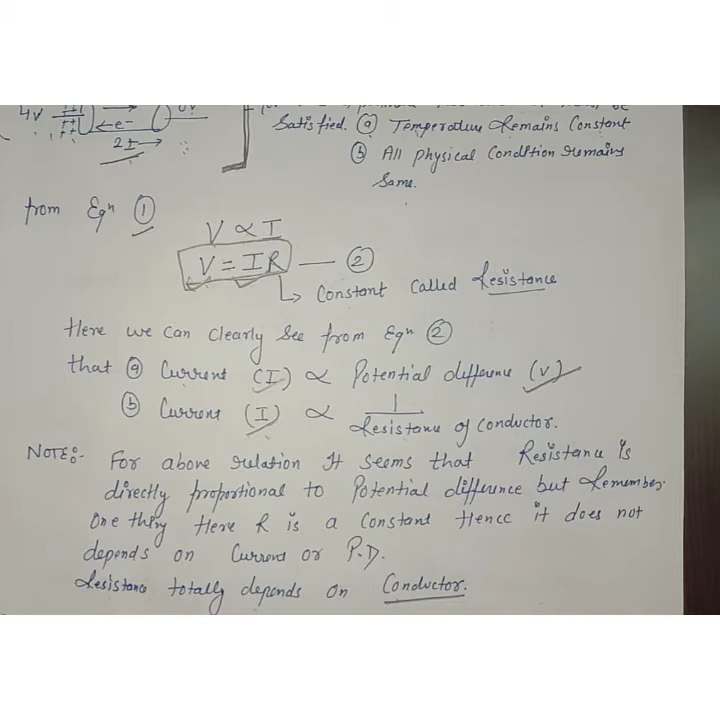 4V e- 0V
2I→
Satisfied. (a) Temperature Remains Constant
(b) All physical Condition remains
Same.
from Eqⁿ (1)
V ∝ I
V = IR — (2)
↳ Constant Called Resistance
Here we can clearly see from Eqⁿ (2)
that (a) Current (I) ∝ Potential difference (V)
(b) Current (I) ∝ 1
Resistance of conductor.
NOTE:- For above relation It seems that Resistance is
directly proportional to Potential difference but Remember
One thing Here R is a Constant Hence it does not
depends on Current or P.D.
Resistance totally depends on Conductor.